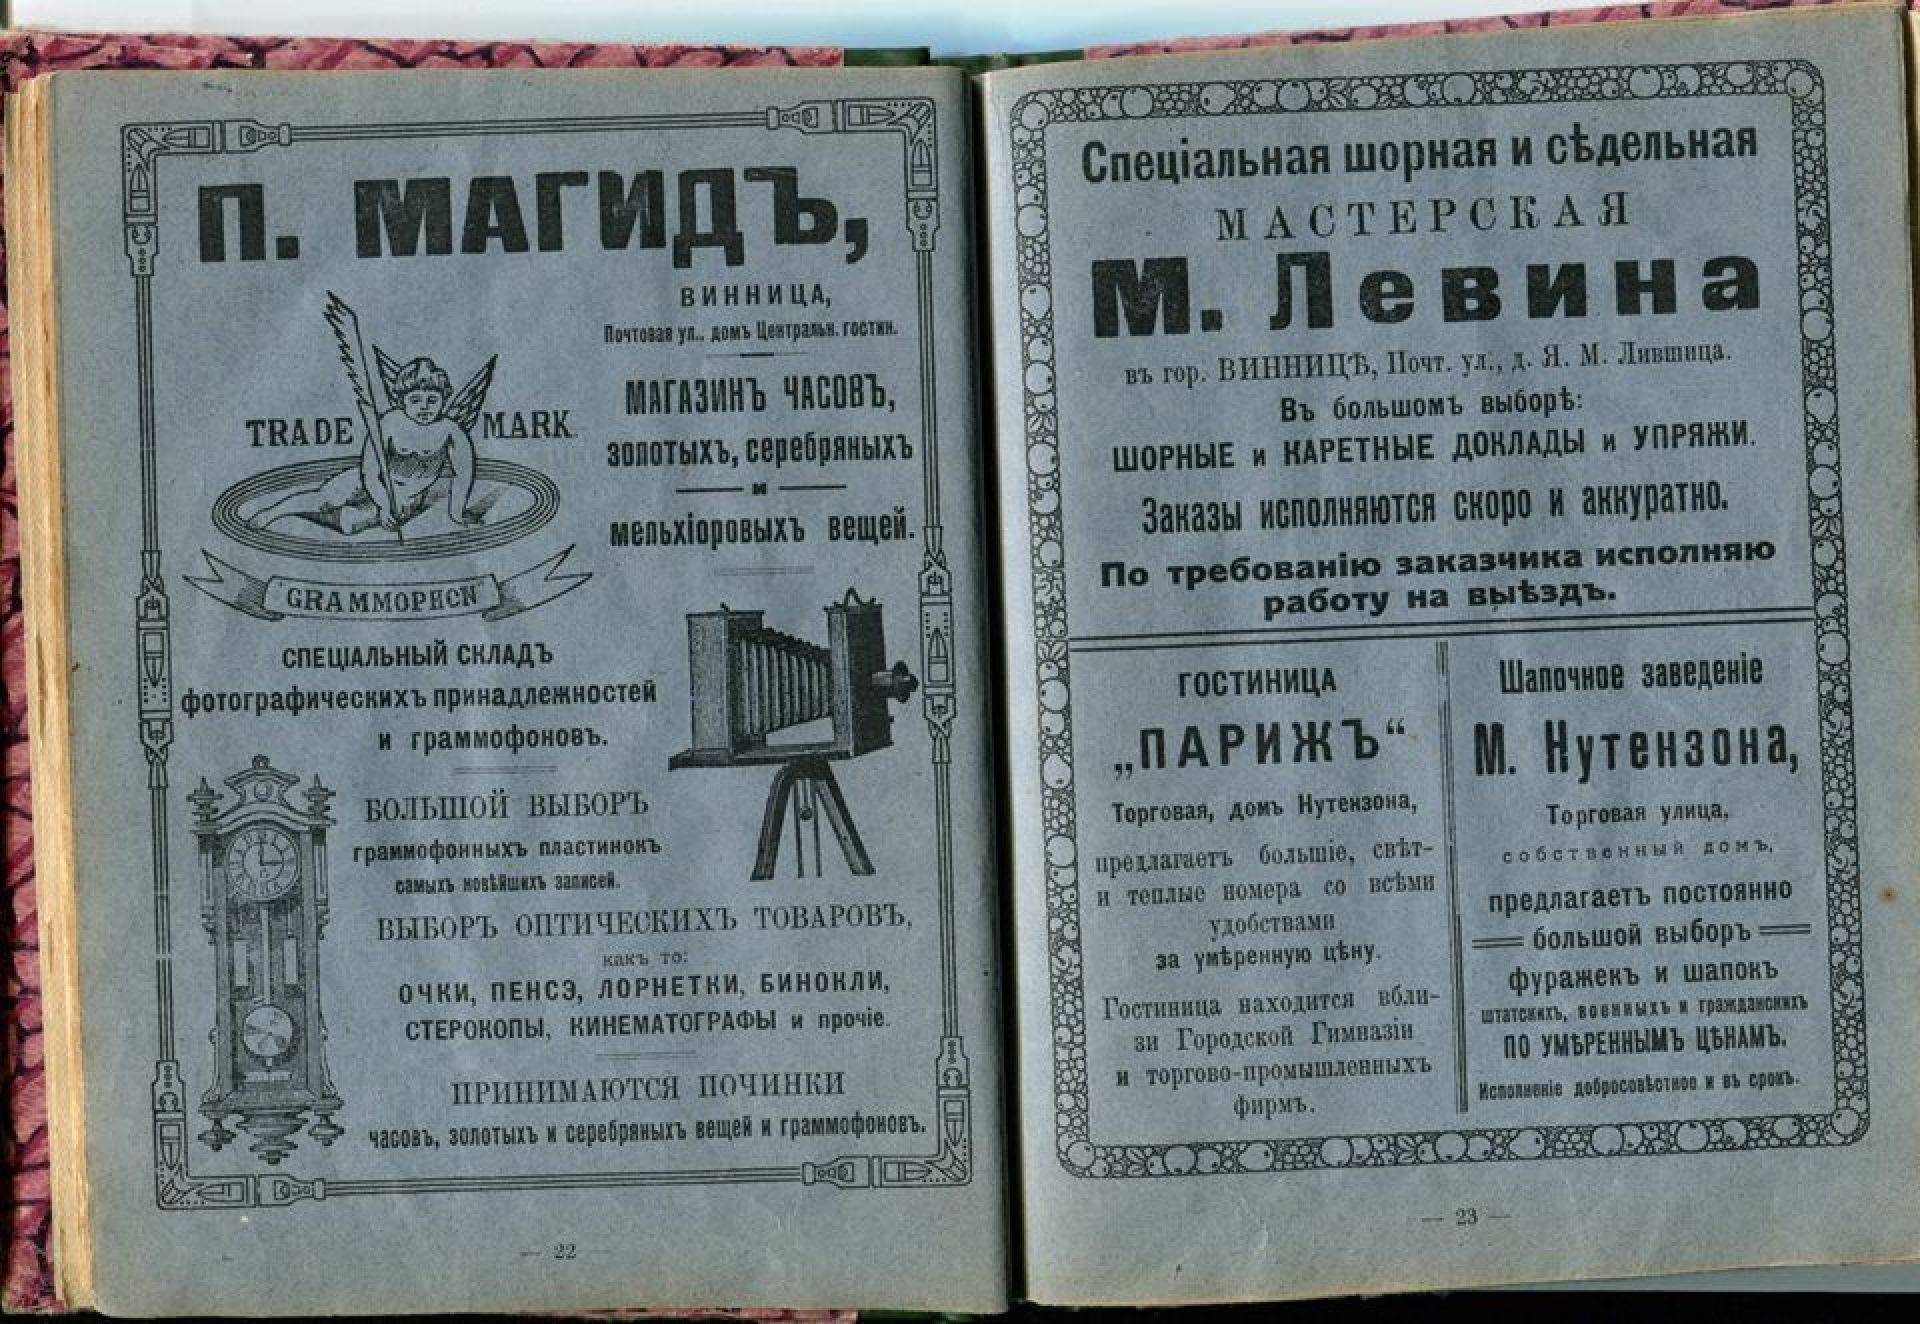 П. МАГИДЪ,
ВИННИЦА,
Почтовая ул., домъ Центральн. гостин.
TRADE MARK.
"GRAMMOPHON"
МАГАЗИНЪ ЧАСОВЪ,
золотыхъ, серебряныхъ
и
мельхіоровыхъ вещей.
СПЕЦІАЛЬНЫЙ СКЛАДЪ
фотографическихъ принадлежностей
и граммофоновъ.
БОЛЬШОЙ ВЫБОРЪ
граммофонныхъ пластинокъ
самыхъ новѣйшихъ записей.
ВЫБОРЪ ОПТИЧЕСКИХЪ ТОВАРОВЪ,
какъ то:
ОЧКИ, ПЕНСЭ, ЛОРНЕТКИ, БИНОКЛИ,
СТЕРОКОПЫ, КИНЕМАТОГРАФЫ и прочіе.
ПРИНИМАЮТСЯ ПОЧИНКИ
часовъ, золотыхъ и серебряныхъ вещей и граммофоновъ.
— 22 —
Спеціальная шорная и сѣдельная
МАСТЕРСКАЯ
М. Левина
въ гор. ВИННИЦѢ, Почт. ул., д. Я. М. Лившица.
Въ большомъ выборѣ:
ШОРНЫЕ и КАРЕТНЫЕ ДОКЛАДЫ и УПРЯЖИ.
Заказы исполняются скоро и аккуратно.
По требованію заказчика исполняю
работу на выѣздъ.
ГОСТИНИЦА
„ПАРИЖЪ“
Торговая, домъ Нутензона,
предлагаетъ большіе, свѣт-
и теплые номера со всѣми
удобствами
за умѣренную цѣну.
Гостиница находится вбли-
зи Городской Гимназіи
и торгово-промышленныхъ
фирмъ.
Шапочное заведеніе
М. Нутензона,
Торговая улица,
собственный домъ,
предлагаетъ постоянно
большой выборъ
фуражекъ и шапокъ
штатскихъ, военныхъ и гражданскихъ
ПО УМѢРЕННЫМЪ ЦѢНАМЪ.
Исполненіе добросовѣстное и въ срокъ.
— 23 —